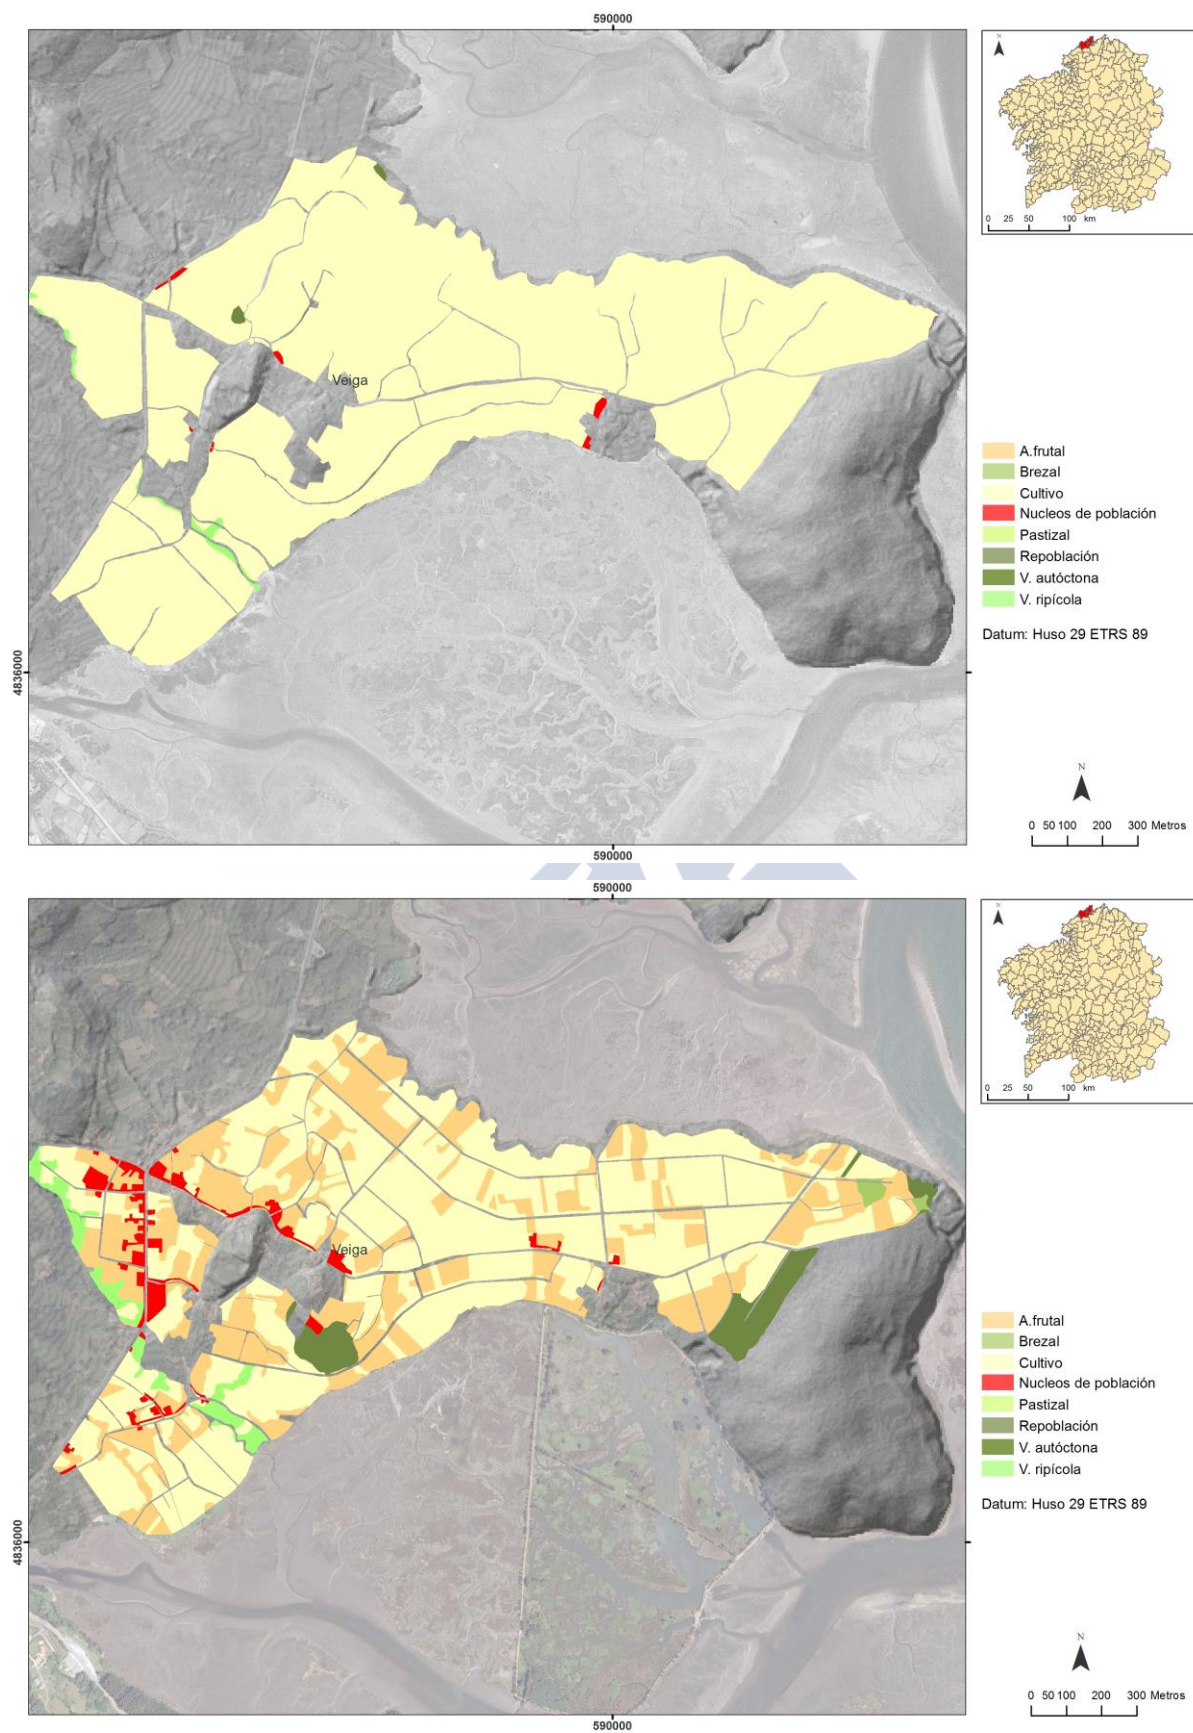 590000
N
0 25 50 100 km
Veiga
A.frutal
Brezal
Cultivo
Nucleos de población
Pastizal
Repoblación
V. autóctona
V. ripícola
Datum: Huso 29 ETRS 89
4836000
N
0 50 100 200 300 Metros
590000
590000
N
0 25 50 100 km
Veiga
A.frutal
Brezal
Cultivo
Nucleos de población
Pastizal
Repoblación
V. autóctona
V. ripícola
Datum: Huso 29 ETRS 89
4836000
N
0 50 100 200 300 Metros
590000